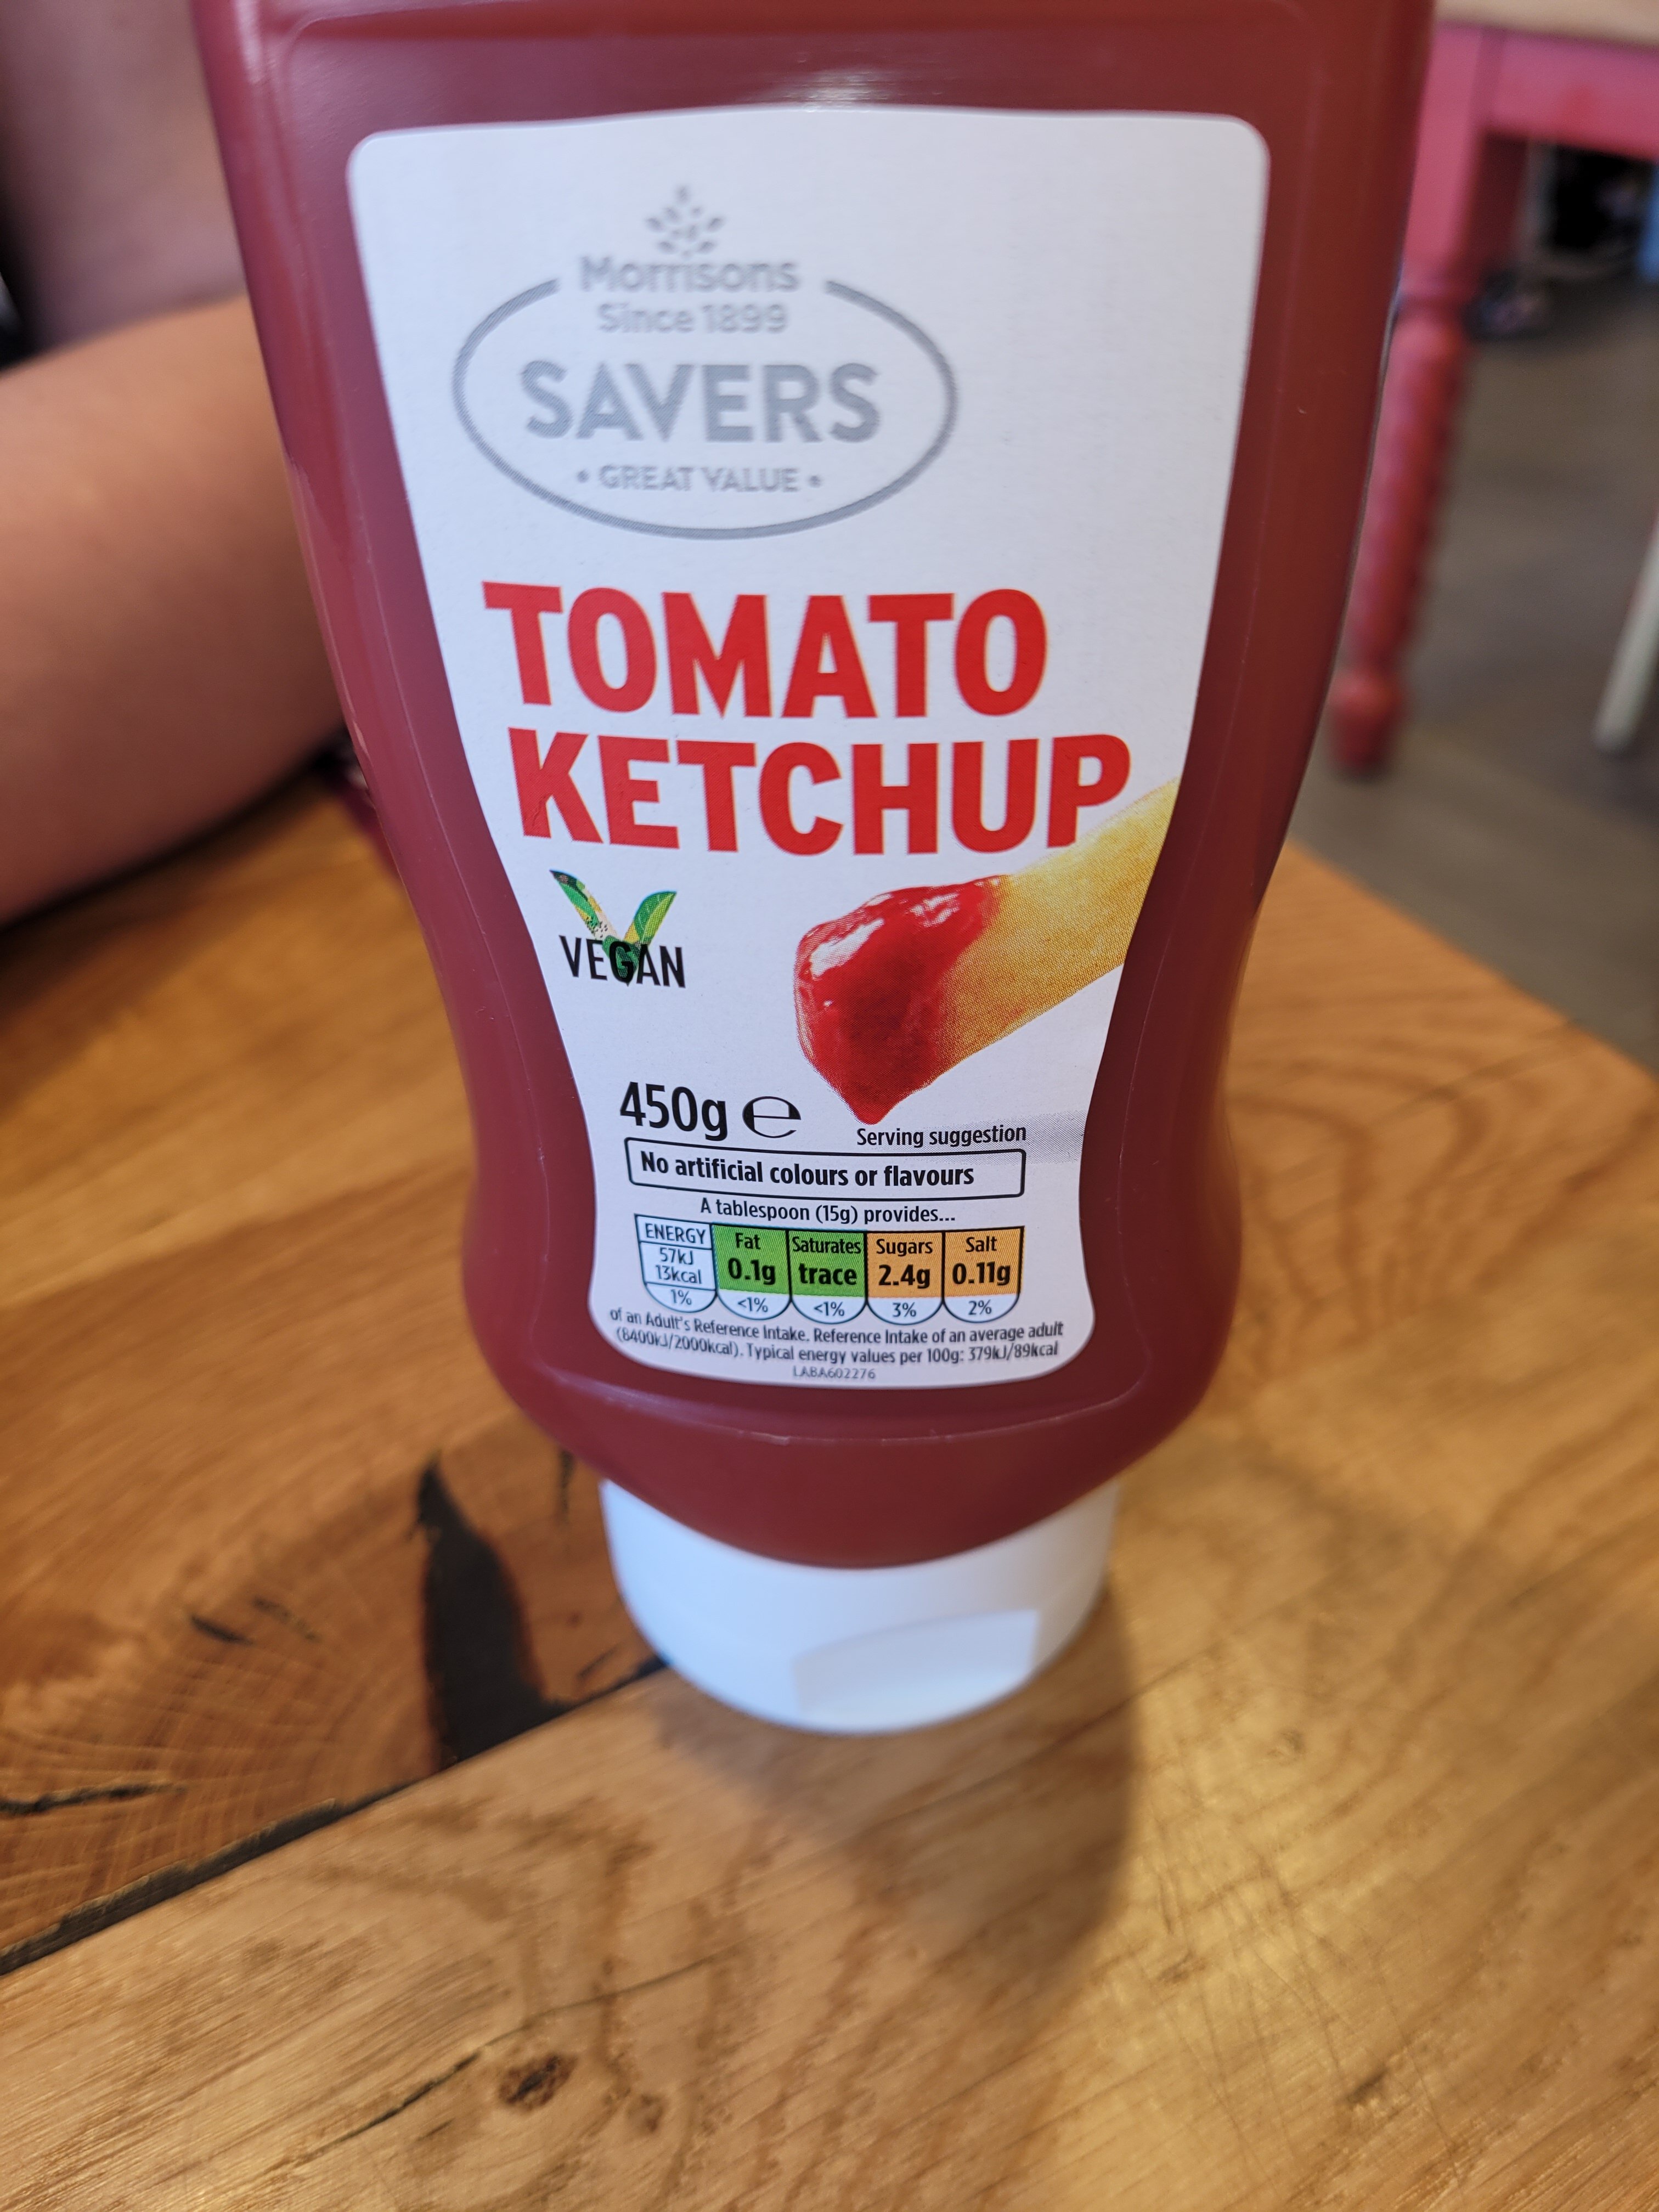 Morrisons
Since 1899
SAVERS
• GREAT VALUE •
TOMATO
KETCHUP
VEGAN
450g ℮
Serving suggestion
No artificial colours or flavours
A tablespoon (15g) provides...
ENERGY Fat Saturates Sugars Salt
57kJ
13kcal 0.1g trace 2.4g 0.11g
1% <1% <1% 3% 2%
of an Adult's Reference Intake. Reference Intake of an average adult
(8400kJ/2000kcal). Typical energy values per 100g: 379kJ/89kcal
LABA602276